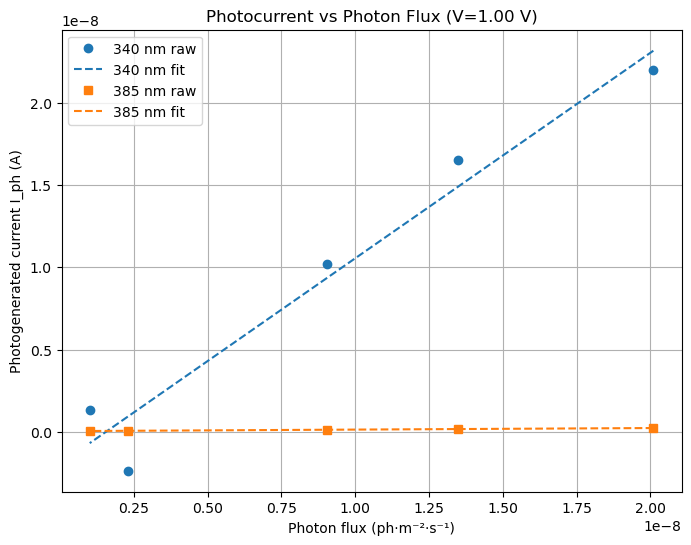 Photocurrent vs Photon Flux (V=1.00 V)
1e−8
340 nm raw
340 nm fit
385 nm raw
385 nm fit
Photogenerated current I_ph (A)
2.0
1.5
1.0
0.5
0.0
0.25 0.50 0.75 1.00 1.25 1.50 1.75 2.00
1e−8
Photon flux (ph·m⁻²·s⁻¹)